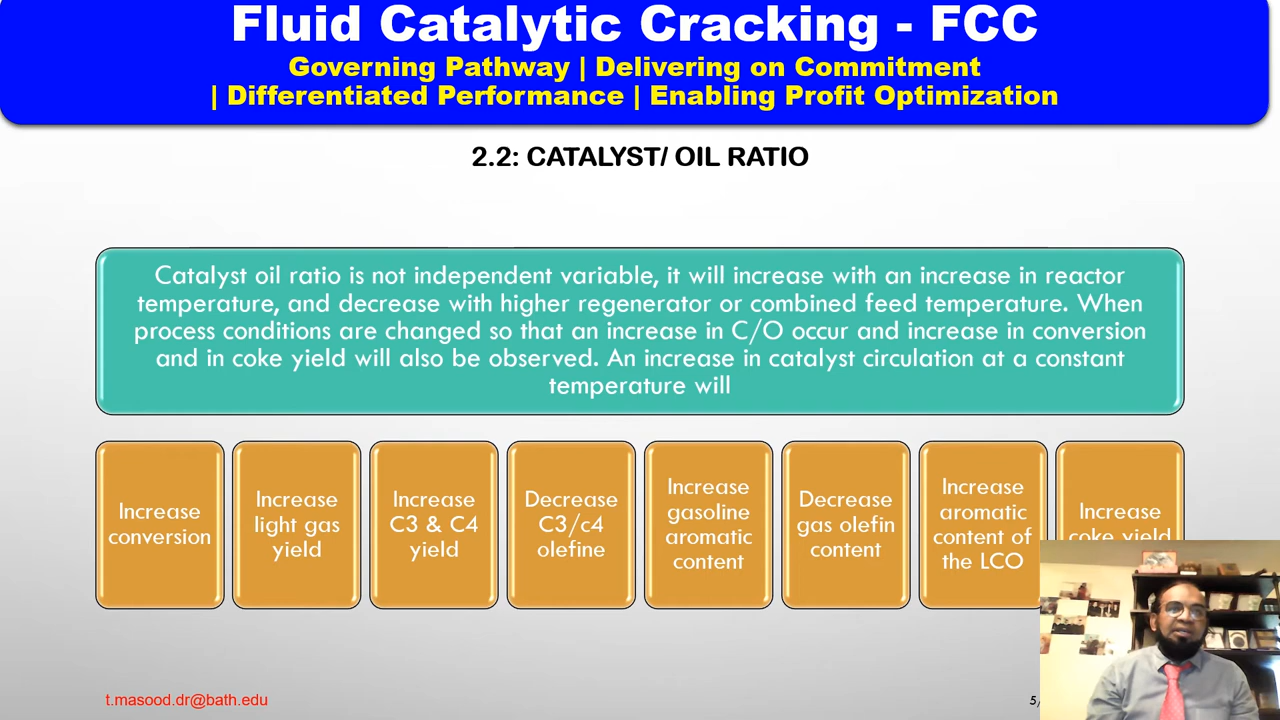 Fluid Catalytic Cracking - FCC
Governing Pathway | Delivering on Commitment
| Differentiated Performance | Enabling Profit Optimization
2.2: CATALYST/ OIL RATIO
Catalyst oil ratio is not independent variable, it will increase with an increase in reactor
temperature, and decrease with higher regenerator or combined feed temperature. When
process conditions are changed so that an increase in C/O occur and increase in conversion
and in coke yield will also be observed. An increase in catalyst circulation at a constant
temperature will
Increase
conversion
Increase
light gas
yield
Increase
C3 & C4
yield
Decrease
C3/c4
olefine
Increase
gasoline
aromatic
content
Decrease
gas olefin
content
Increase
aromatic
content of
the LCO
Increase
coke yield
t.masood.dr@bath.edu
5/